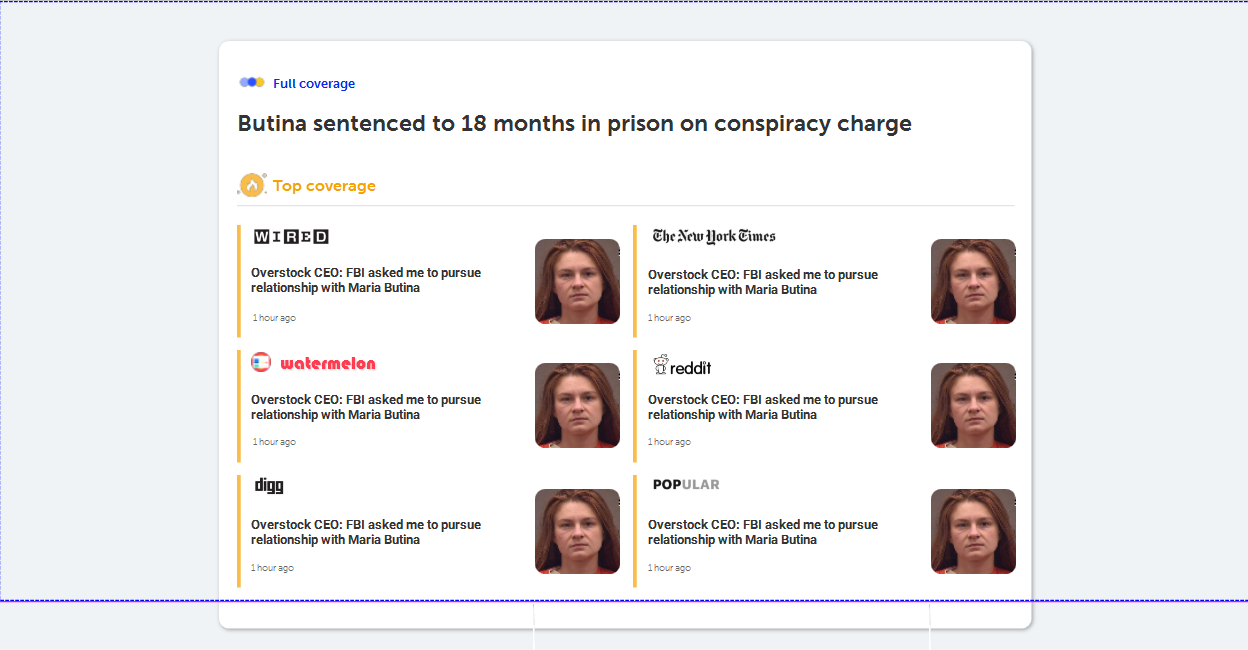 Full coverage
Butina sentenced to 18 months in prison on conspiracy charge
Top coverage
WIRED
Overstock CEO: FBI asked me to pursue
relationship with Maria Butina
1 hour ago
The New York Times
Overstock CEO: FBI asked me to pursue
relationship with Maria Butina
1 hour ago
watermelon
Overstock CEO: FBI asked me to pursue
relationship with Maria Butina
1 hour ago
reddit
Overstock CEO: FBI asked me to pursue
relationship with Maria Butina
1 hour ago
digg
Overstock CEO: FBI asked me to pursue
relationship with Maria Butina
1 hour ago
POPULAR
Overstock CEO: FBI asked me to pursue
relationship with Maria Butina
1 hour ago